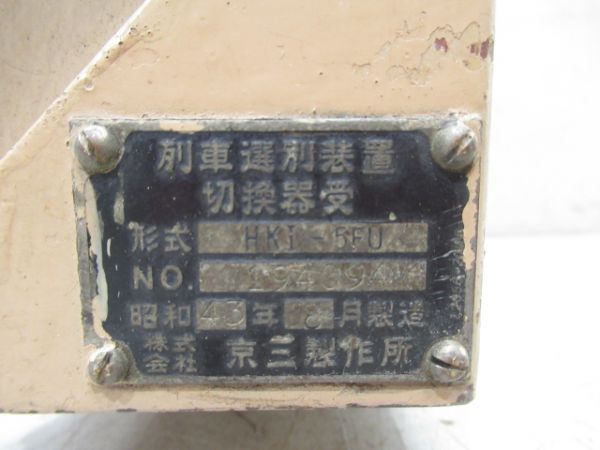 列車選別装置
切換器受
形式 HKI-5FU
NO.
昭和43年8月製造
株式会社 京三製作所